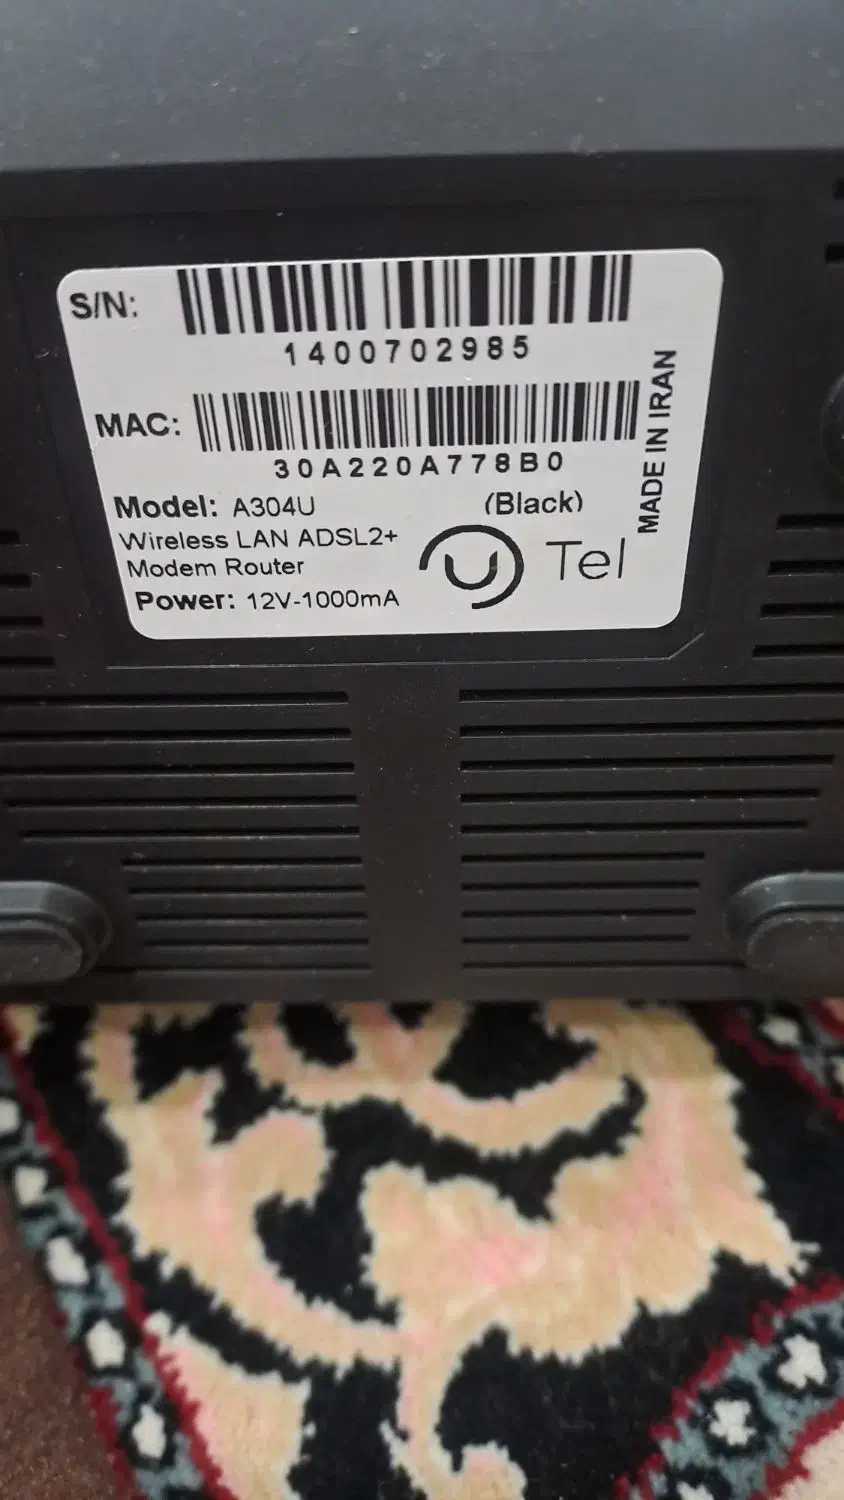 S/N:
1400702985
MAC:
30A220A778B0
Model: A304U (Black)
Wireless LAN ADSL2+
Modem Router
Power: 12V-1000mA
U Tel
MADE IN IRAN